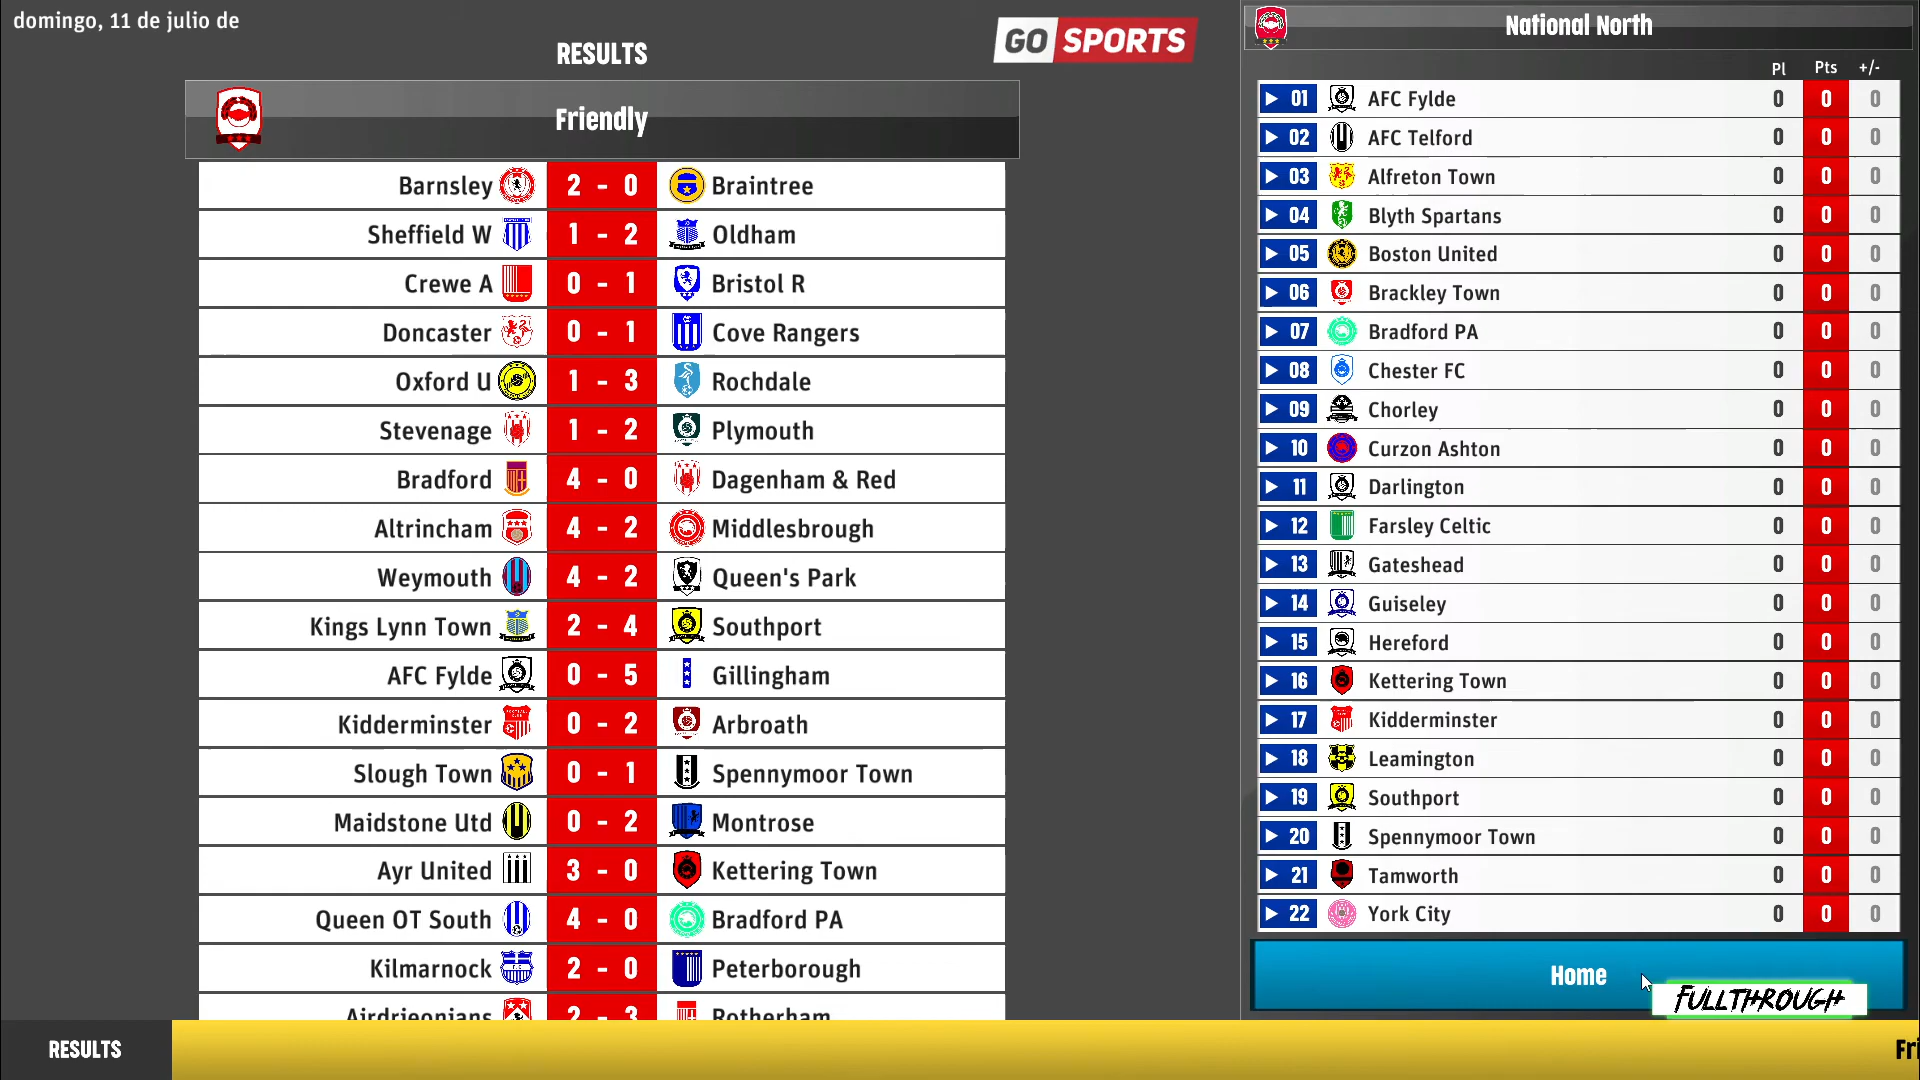 domingo, 11 de julio de
RESULTS
GO SPORTS
Friendly
Barnsley 2 - 0 Braintree
Sheffield W 1 - 2 Oldham
Crewe A 0 - 1 Bristol R
Doncaster 0 - 1 Cove Rangers
Oxford U 1 - 3 Rochdale
Stevenage 1 - 2 Plymouth
Bradford 4 - 0 Dagenham & Red
Altrincham 4 - 2 Middlesbrough
Weymouth 4 - 2 Queen's Park
Kings Lynn Town 2 - 4 Southport
AFC Fylde 0 - 5 Gillingham
Kidderminster 0 - 2 Arbroath
Slough Town 0 - 1 Spennymoor Town
Maidstone Utd 0 - 2 Montrose
Ayr United 3 - 0 Kettering Town
Queen OT South 4 - 0 Bradford PA
Kilmarnock 2 - 0 Peterborough
Airdrieonians 2 - 3 Rotherham
National North
Pl Pts +/-
01 AFC Fylde 0 0 0
02 AFC Telford 0 0 0
03 Alfreton Town 0 0 0
04 Blyth Spartans 0 0 0
05 Boston United 0 0 0
06 Brackley Town 0 0 0
07 Bradford PA 0 0 0
08 Chester FC 0 0 0
09 Chorley 0 0 0
10 Curzon Ashton 0 0 0
11 Darlington 0 0 0
12 Farsley Celtic 0 0 0
13 Gateshead 0 0 0
14 Guiseley 0 0 0
15 Hereford 0 0 0
16 Kettering Town 0 0 0
17 Kidderminster 0 0 0
18 Leamington 0 0 0
19 Southport 0 0 0
20 Spennymoor Town 0 0 0
21 Tamworth 0 0 0
22 York City 0 0 0
Home
FULLTHROUGH
RESULTS
Fri